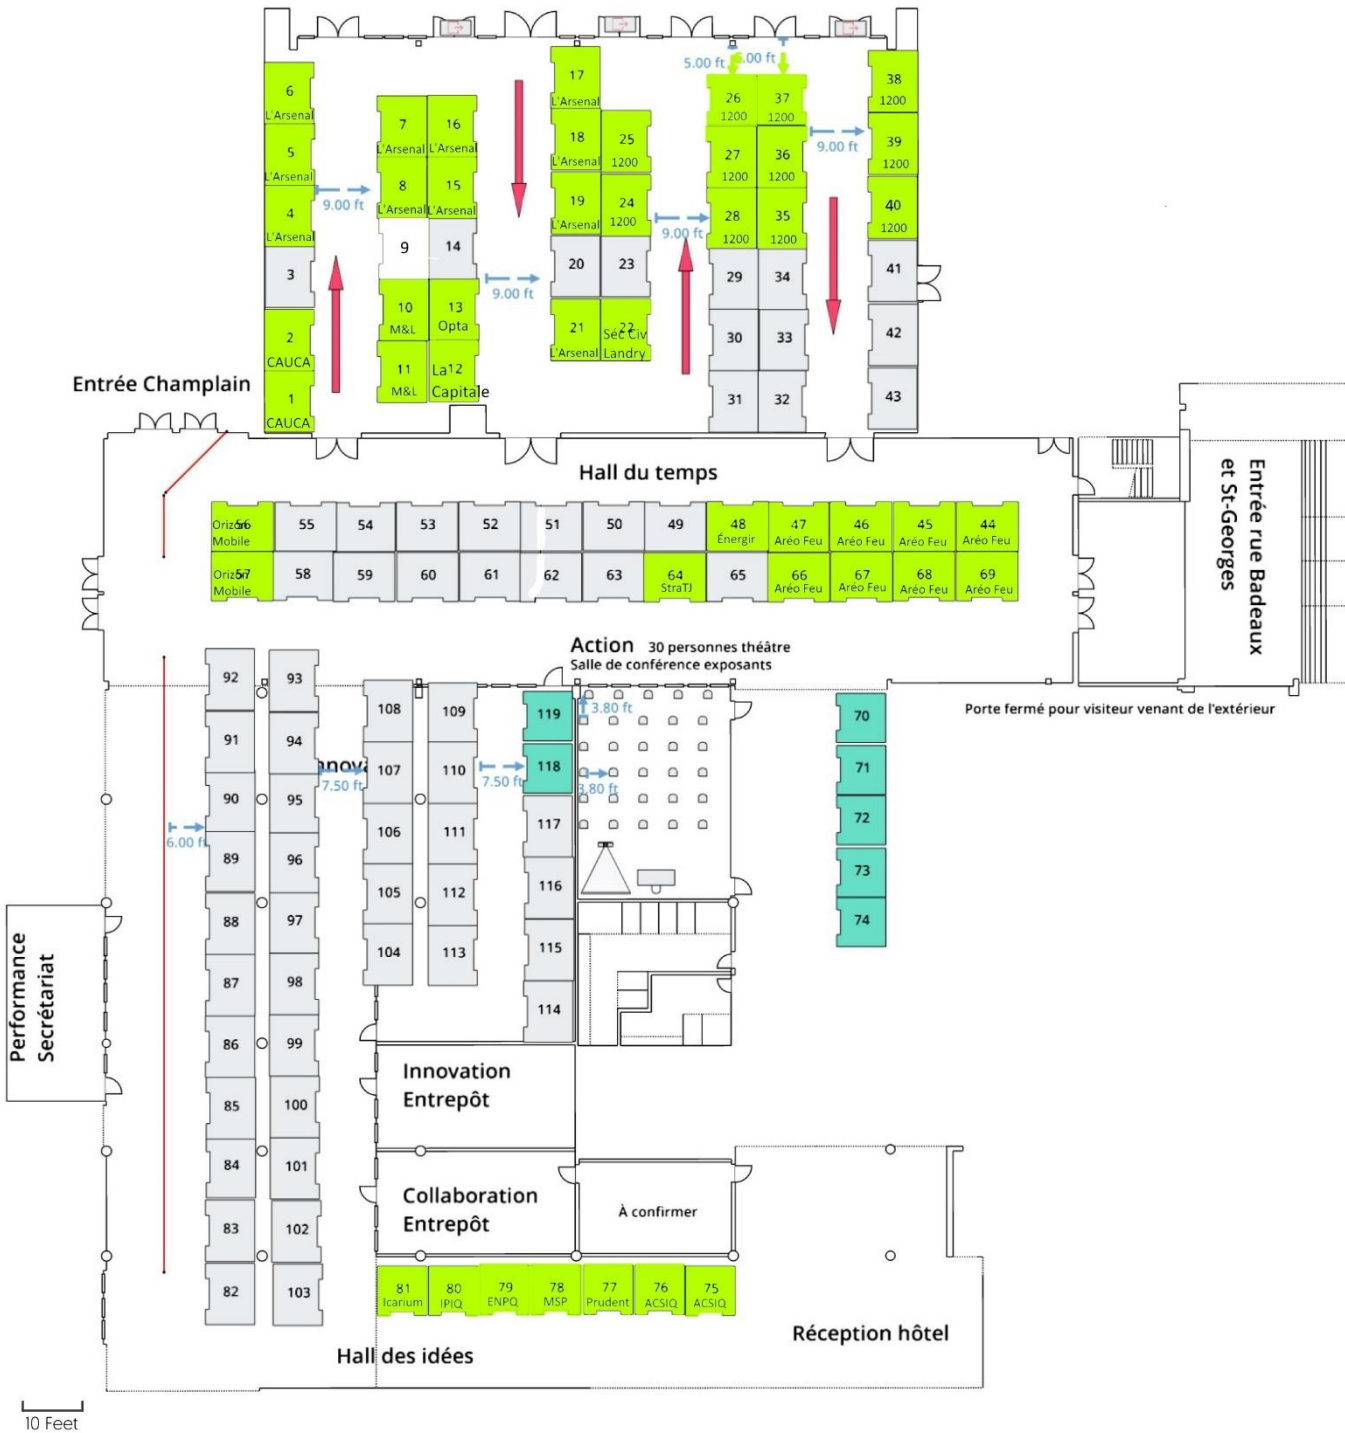 5.00 ft
5.00 ft
6
L'Arsenal
5
L'Arsenal
4
L'Arsenal
3
2
CAUCA
1
CAUCA
9.00 ft
7
L'Arsenal
16
L'Arsenal
8
L'Arsenal
15
L'Arsenal
9
14
10
M&L
13
Opta
11
M&L
La 12
Capitale
9.00 ft
17
L'Arsenal
18
L'Arsenal
25
1200
19
L'Arsenal
24
1200
20
23
21
L'Arsenal
22
Séc Civ
Landry
9.00 ft
26
1200
37
1200
27
1200
36
1200
28
1200
35
1200
29
34
30
33
31
32
9.00 ft
38
1200
39
1200
40
1200
41
42
43
Entrée Champlain
Hall du temps
Entrée rue Badeaux
et St-Georges
56
Orizon
Mobile
55
54
53
52
51
50
49
48
Énergir
47
Aréo Feu
46
Aréo Feu
45
Aréo Feu
44
Aréo Feu
57
Orizon
Mobile
58
59
60
61
62
63
64
StraTJ
65
66
Aréo Feu
67
Aréo Feu
68
Aréo Feu
69
Aréo Feu
Action 30 personnes théâtre
Salle de conférence exposants
Porte fermé pour visiteur venant de l'extérieur
92
93
91
94
90
95
89
96
88
97
87
98
86
99
85
100
84
101
83
102
82
103
6.00 ft
7.50 ft
108
109
107
110
106
111
105
112
104
113
7.50 ft
119
118
117
116
115
114
3.80 ft
3.80 ft
70
71
72
73
74
Performance
Secrétariat
Innovation
Entrepôt
Collaboration
Entrepôt
À confirmer
81
Icarium
80
IPIQ
79
ENPQ
78
MSP
77
Prudent
76
ACSIQ
75
ACSIQ
Réception hôtel
Hall des idées
10 Feet